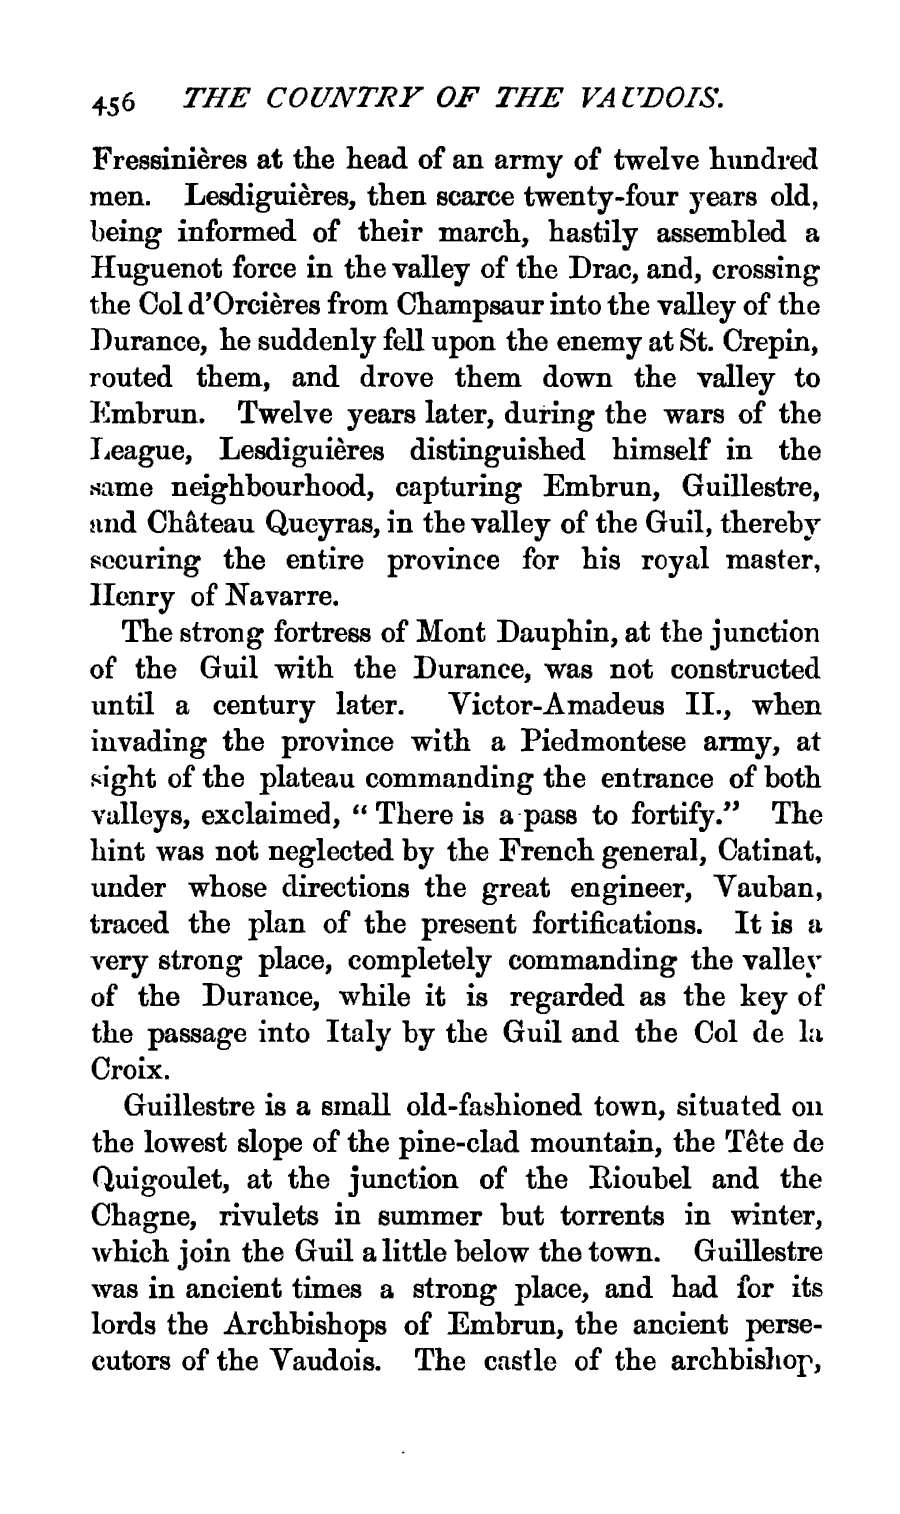 456 THE COUNTRY OF THE VAUDOIS.
Fressinières at the head of an army of twelve hundred
men. Lesdiguières, then scarce twenty-four years old,
being informed of their march, hastily assembled a
Huguenot force in the valley of the Drac, and, crossing
the Col d'Orcières from Champsaur into the valley of the
Durance, he suddenly fell upon the enemy at St. Crepin,
routed them, and drove them down the valley to
Embrun. Twelve years later, during the wars of the
League, Lesdiguières distinguished himself in the
same neighbourhood, capturing Embrun, Guillestre,
and Château Queyras, in the valley of the Guil, thereby
securing the entire province for his royal master,
Henry of Navarre.
The strong fortress of Mont Dauphin, at the junction
of the Guil with the Durance, was not constructed
until a century later. Victor-Amadeus II., when
invading the province with a Piedmontese army, at
sight of the plateau commanding the entrance of both
valleys, exclaimed, “There is a pass to fortify.” The
hint was not neglected by the French general, Catinat,
under whose directions the great engineer, Vauban,
traced the plan of the present fortifications. It is a
very strong place, completely commanding the valley
of the Durance, while it is regarded as the key of
the passage into Italy by the Guil and the Col de la
Croix.
Guillestre is a small old-fashioned town, situated on
the lowest slope of the pine-clad mountain, the Tête de
Quigoulet, at the junction of the Rioubel and the
Chagne, rivulets in summer but torrents in winter,
which join the Guil a little below the town. Guillestre
was in ancient times a strong place, and had for its
lords the Archbishops of Embrun, the ancient perse-
cutors of the Vaudois. The castle of the archbishop,